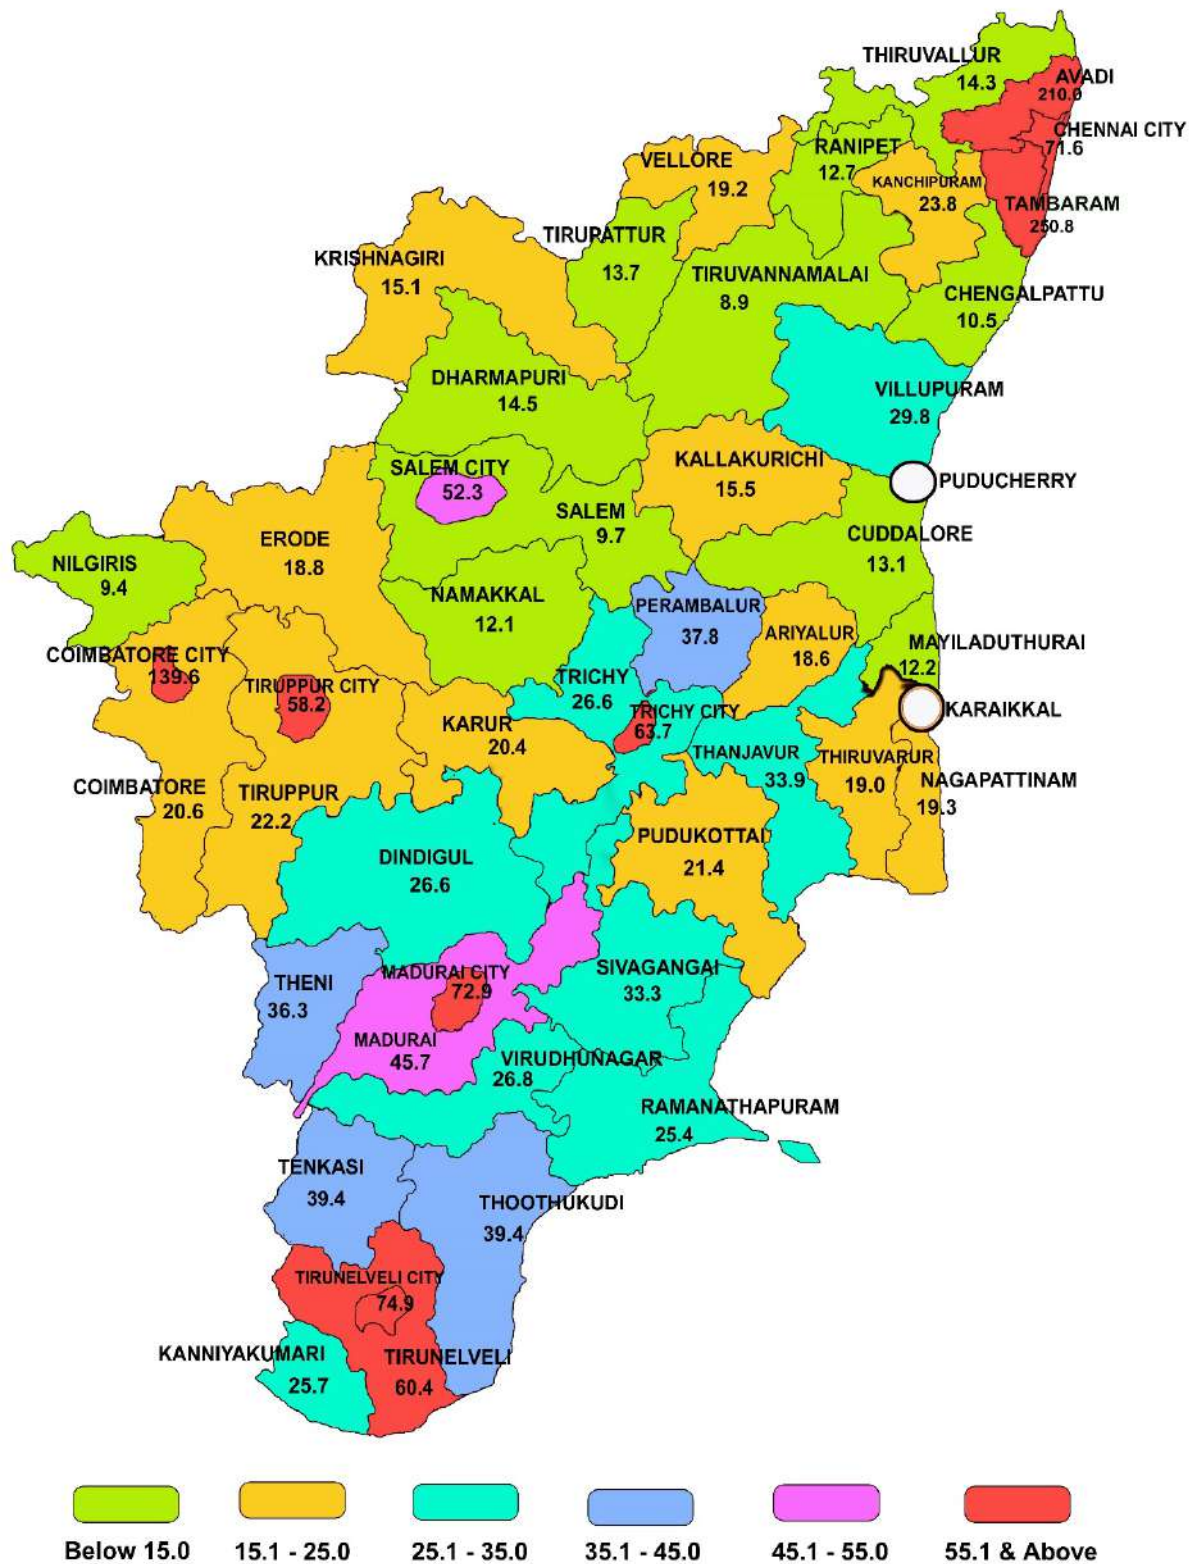 THIRUVALLUR
14.3
AVADI
210.0
CHENNAI CITY
71.6
RANIPET
12.7
VELLORE
19.2
KANCHIPURAM
23.8
TAMBARAM
250.8
TIRUPATTUR
13.7
KRISHNAGIRI
15.1
TIRUVANNAMALAI
8.9
CHENGALPATTU
10.5
DHARMAPURI
14.5
VILLUPURAM
29.8
KALLAKURICHI
15.5
SALEM CITY
52.3
PUDUCHERRY
SALEM
9.7
CUDDALORE
13.1
ERODE
18.8
NILGIRIS
9.4
NAMAKKAL
12.1
PERAMBALUR
37.8
ARIYALUR
18.6
MAYILADUTHURAI
12.2
COIMBATORE CITY
139.6
TIRUPPUR CITY
58.2
TRICHY
26.6
TRICHY CITY
63.7
KARAIKKAL
KARUR
20.4
THANJAVUR
33.9
THIRUVARUR
19.0
NAGAPATTINAM
19.3
COIMBATORE
20.6
TIRUPPUR
22.2
PUDUKOTTAI
21.4
DINDIGUL
26.6
THENI
36.3
MADURAI CITY
72.9
SIVAGANGAI
33.3
MADURAI
45.7
VIRUDHUNAGAR
26.8
RAMANATHAPURAM
25.4
TENKASI
39.4
THOOTHUKUDI
39.4
TIRUNELVELI CITY
74.9
KANNIYAKUMARI
25.7
TIRUNELVELI
60.4
Below 15.0 15.1 - 25.0 25.1 - 35.0 35.1 - 45.0 45.1 - 55.0 55.1 & Above